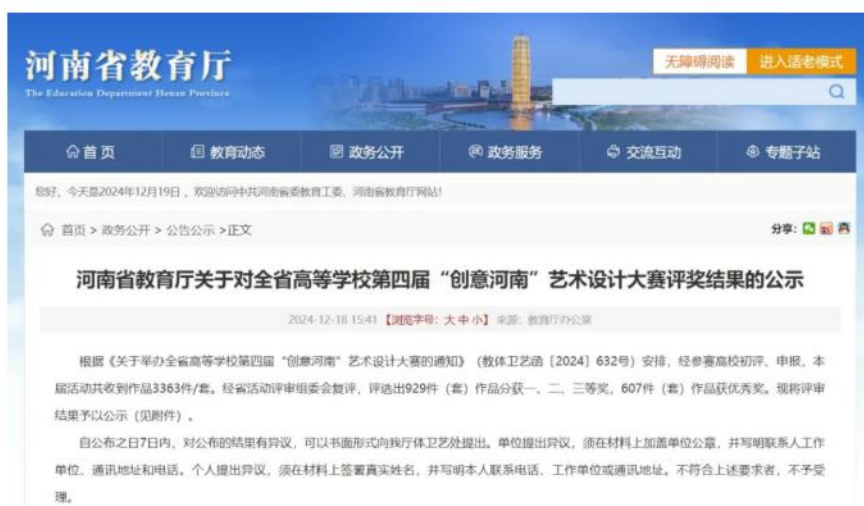 河南省教育厅
The Education Department Henan Province
无障碍阅读 进入适老模式
首页 教育动态 政务公开 政务服务 交流互动 专题子站
您好，今天是2024年12月19日，欢迎访问中共河南省委教育工委、河南省教育厅网站！
首页 > 政务公开 > 公告公示 >正文 分享：
河南省教育厅关于对全省高等学校第四届“创意河南”艺术设计大赛评奖结果的公示
2024-12-18 15:41 【浏览字号：大 中 小】 来源：教育厅办公室
根据《关于举办全省高等学校第四届“创意河南”艺术设计大赛的通知》（教体卫艺函〔2024〕632号）安排，经参赛高校初评、申报，本
届活动共收到作品3363件/套。经省活动评审组委会复评，评选出929件（套）作品分获一、二、三等奖，607件（套）作品获优秀奖。现将评审
结果予以公示（见附件）。
自公布之日7日内，对公布的结果有异议，可以书面形式向我厅体卫艺处提出。单位提出异议，须在材料上加盖单位公章，并写明联系人工作
单位、通讯地址和电话。个人提出异议，须在材料上签署真实姓名，并写明本人联系电话、工作单位或通讯地址。不符合上述要求者，不予受
理。